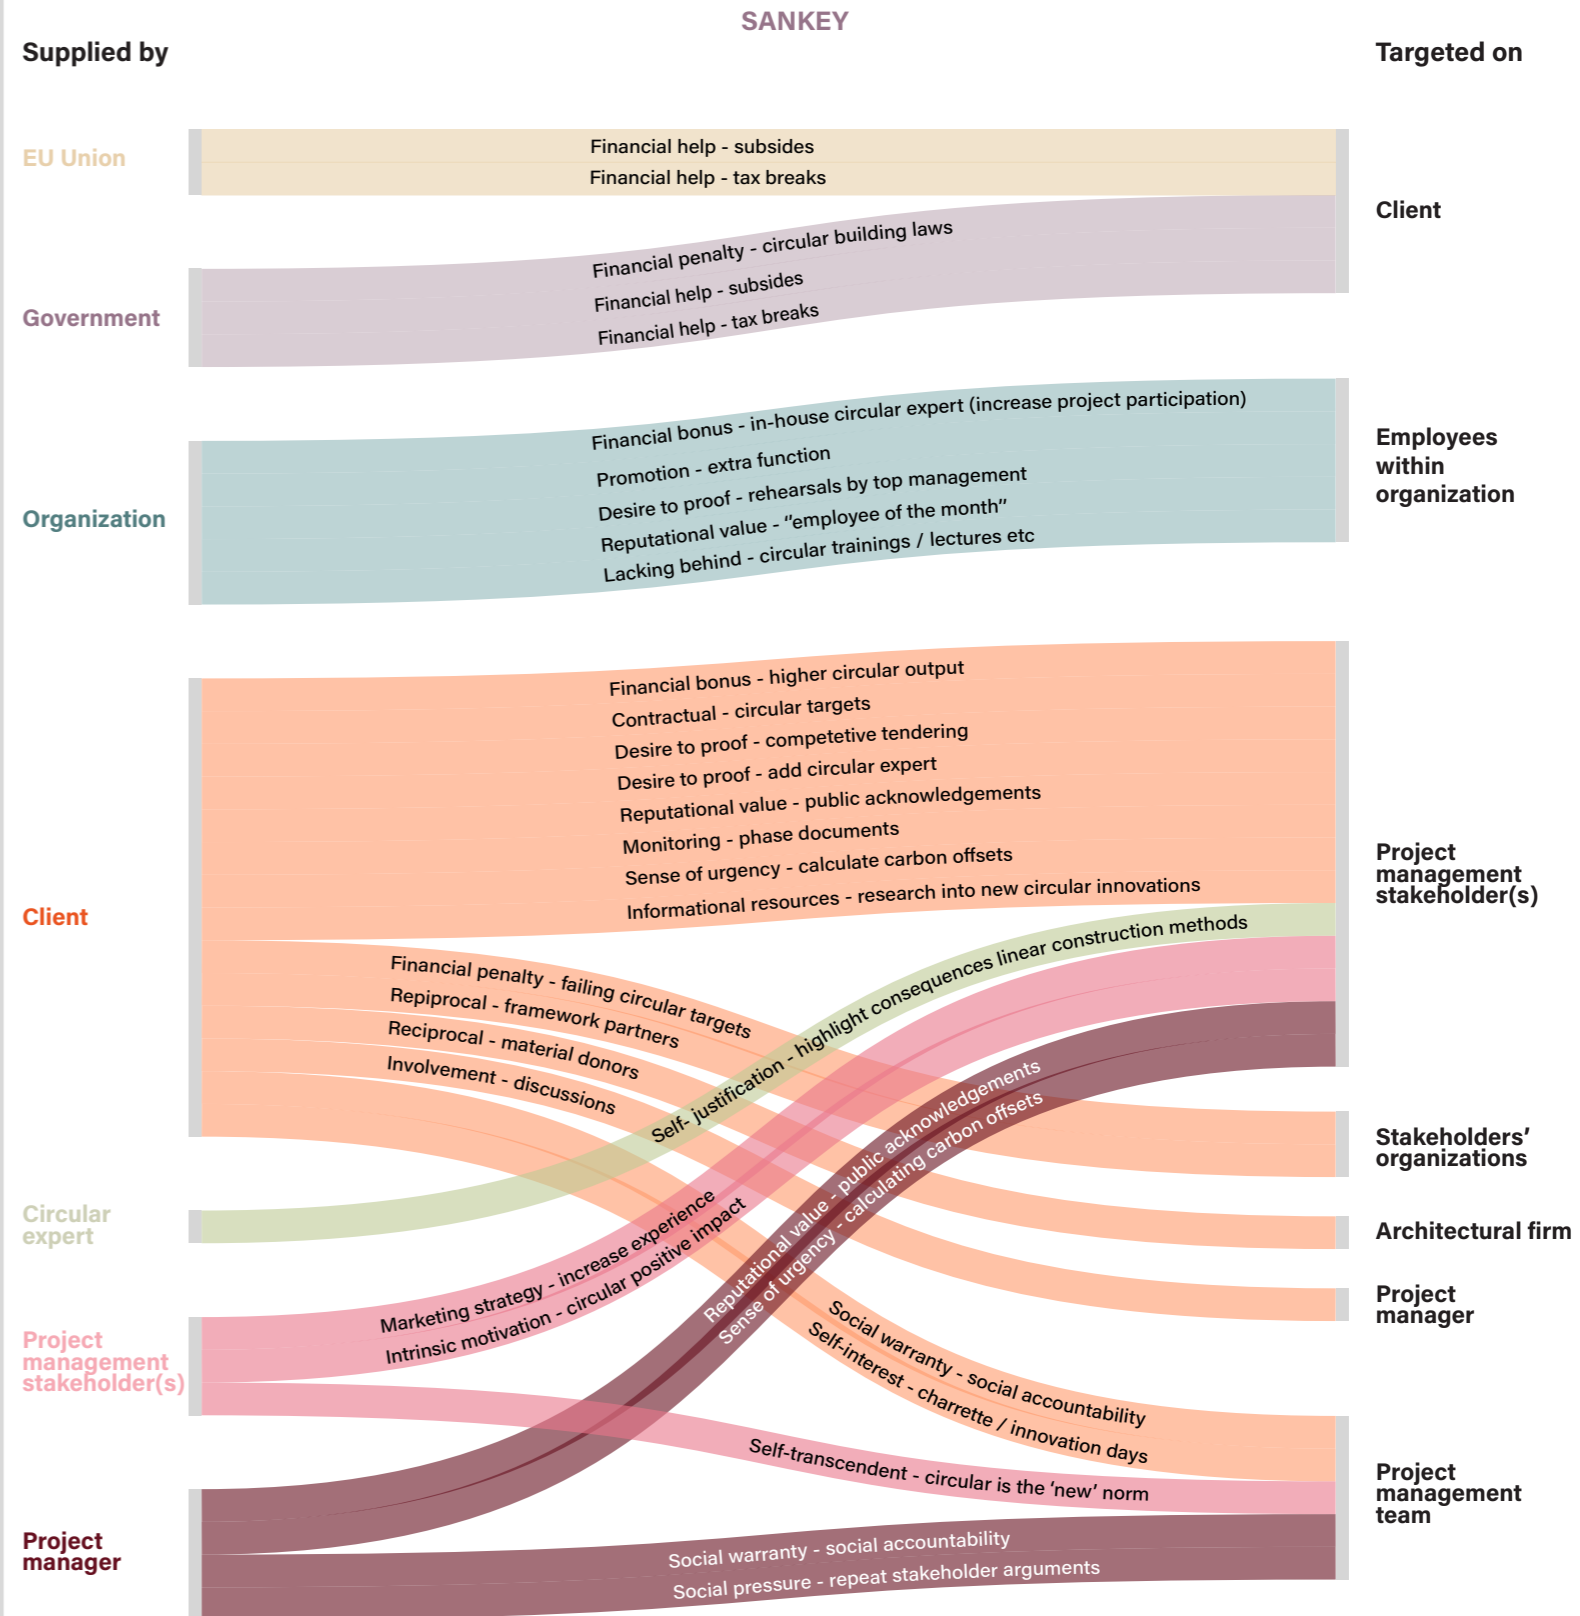 SANKEY
Supplied by
Targeted on
EU Union
Financial help - subsides
Financial help - tax breaks
Client
Government
Financial penalty - circular building laws
Financial help - subsides
Financial help - tax breaks
Organization
Financial bonus - in-house circular expert (increase project participation)
Promotion - extra function
Desire to proof - rehearsals by top management
Reputational value - “employee of the month”
Lacking behind - circular trainings / lectures etc
Employees
within
organization
Client
Financial bonus - higher circular output
Contractual - circular targets
Desire to proof - competetive tendering
Desire to proof - add circular expert
Reputational value - public acknowledgements
Monitoring - phase documents
Sense of urgency - calculate carbon offsets
Informational resources - research into new circular innovations
Project
management
stakeholder(s)
Financial penalty - failing circular targets
Repiprocal - framework partners
Reciprocal - material donors
Involvement - discussions
Self- justification - highlight consequences linear construction methods
Stakeholders’
organizations
Circular
expert
Architectural firm
Project
manager
Marketing strategy - increase experience
Intrinsic motivation - circular positive impact
Reputational value - public acknowledgements
Sense of urgency - calculating carbon offsets
Project
management
stakeholder(s)
Social warranty - social accountability
Self-interest - charrette / innovation days
Self-transcendent - circular is the ‘new’ norm
Project
management
team
Project
manager
Social warranty - social accountability
Social pressure - repeat stakeholder arguments